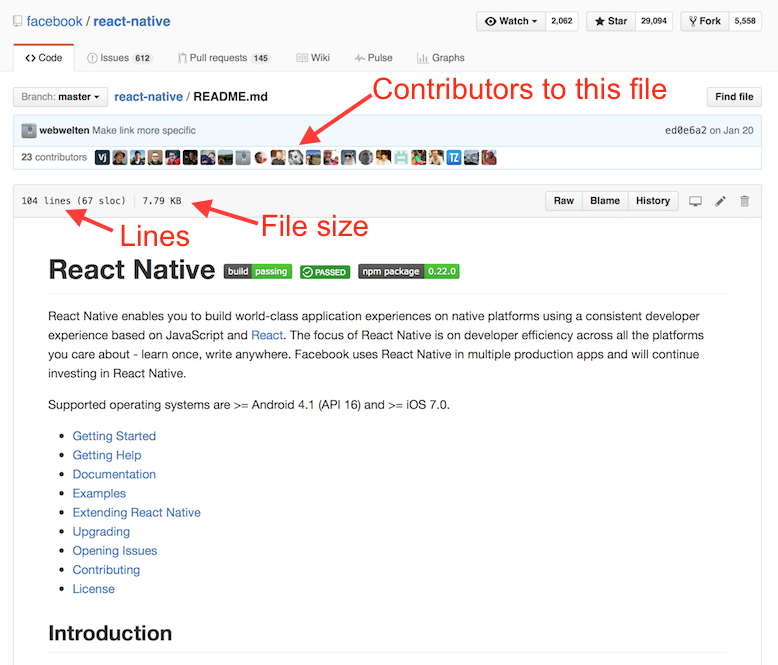 facebook / react-native
Watch 2,062 Star 29,094 Fork 5,558
Code Issues 612 Pull requests 145 Wiki Pulse Graphs
Contributors to this file
Branch: master react-native / README.md Find file
webwelten Make link more specific ed0e6a2 on Jan 20
23 contributors Vj TZ
104 lines (67 sloc) 7.79 KB Raw Blame History
Lines
File size
React Native build passing PASSED npm package 0.22.0
React Native enables you to build world-class application experiences on native platforms using a consistent developer
experience based on JavaScript and React. The focus of React Native is on developer efficiency across all the platforms
you care about - learn once, write anywhere. Facebook uses React Native in multiple production apps and will continue
investing in React Native.
Supported operating systems are >= Android 4.1 (API 16) and >= iOS 7.0.
Getting Started
Getting Help
Documentation
Examples
Extending React Native
Upgrading
Opening Issues
Contributing
License
Introduction